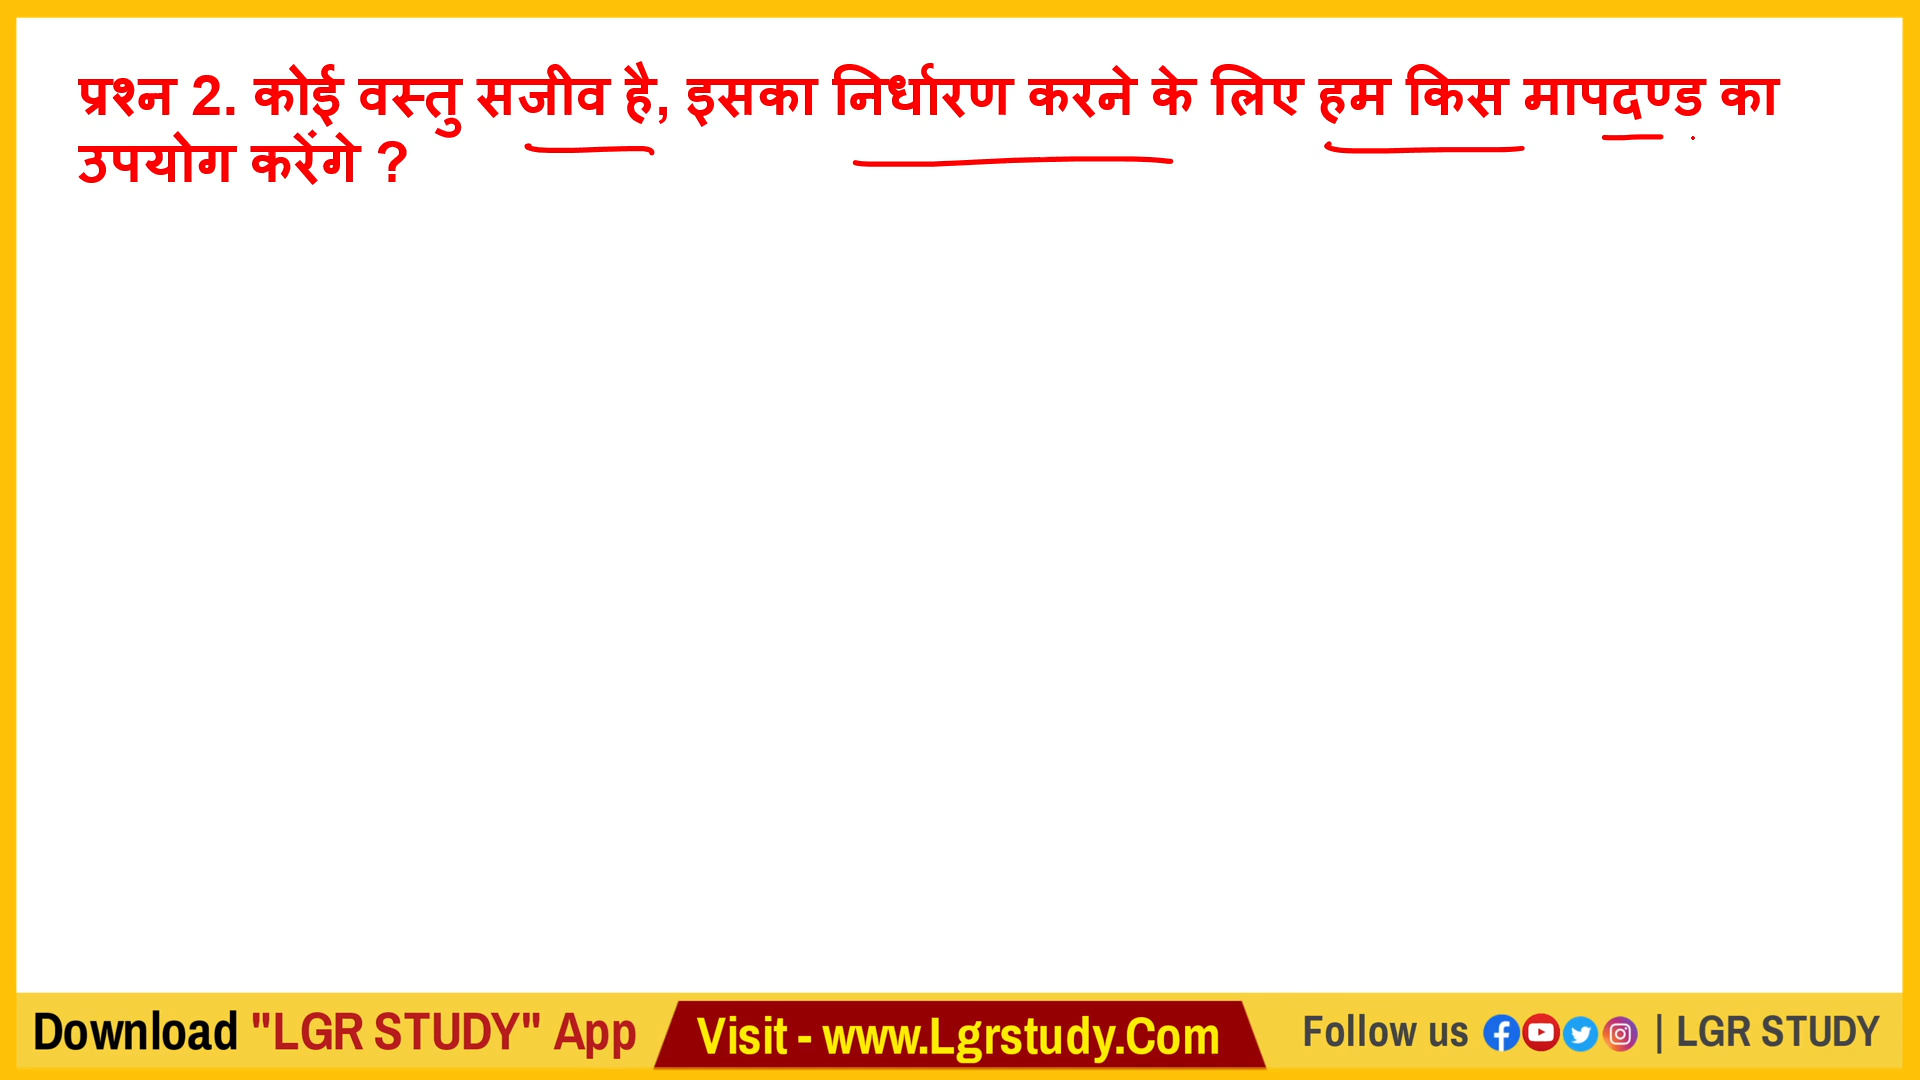 प्रश्न 2. कोई वस्तु सजीव है, इसका निर्धारण करने के लिए हम किस मापदण्ड का
उपयोग करेंगे ?
Download "LGR STUDY" App Visit - www.Lgrstudy.Com Follow us | LGR STUDY